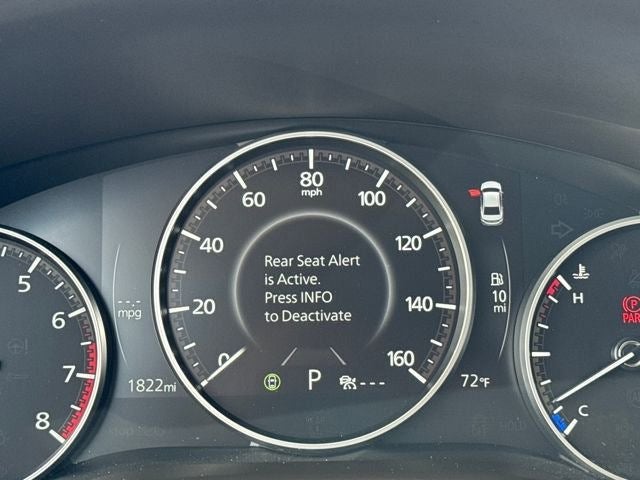 80
mph
60
100
40
120
20
140
0
160
Rear Seat Alert
is Active.
Press INFO
to Deactivate
5
6
7
8
---
mpg
1822mi
P
---
72°F
10
mi
H
C
(P)
PAR